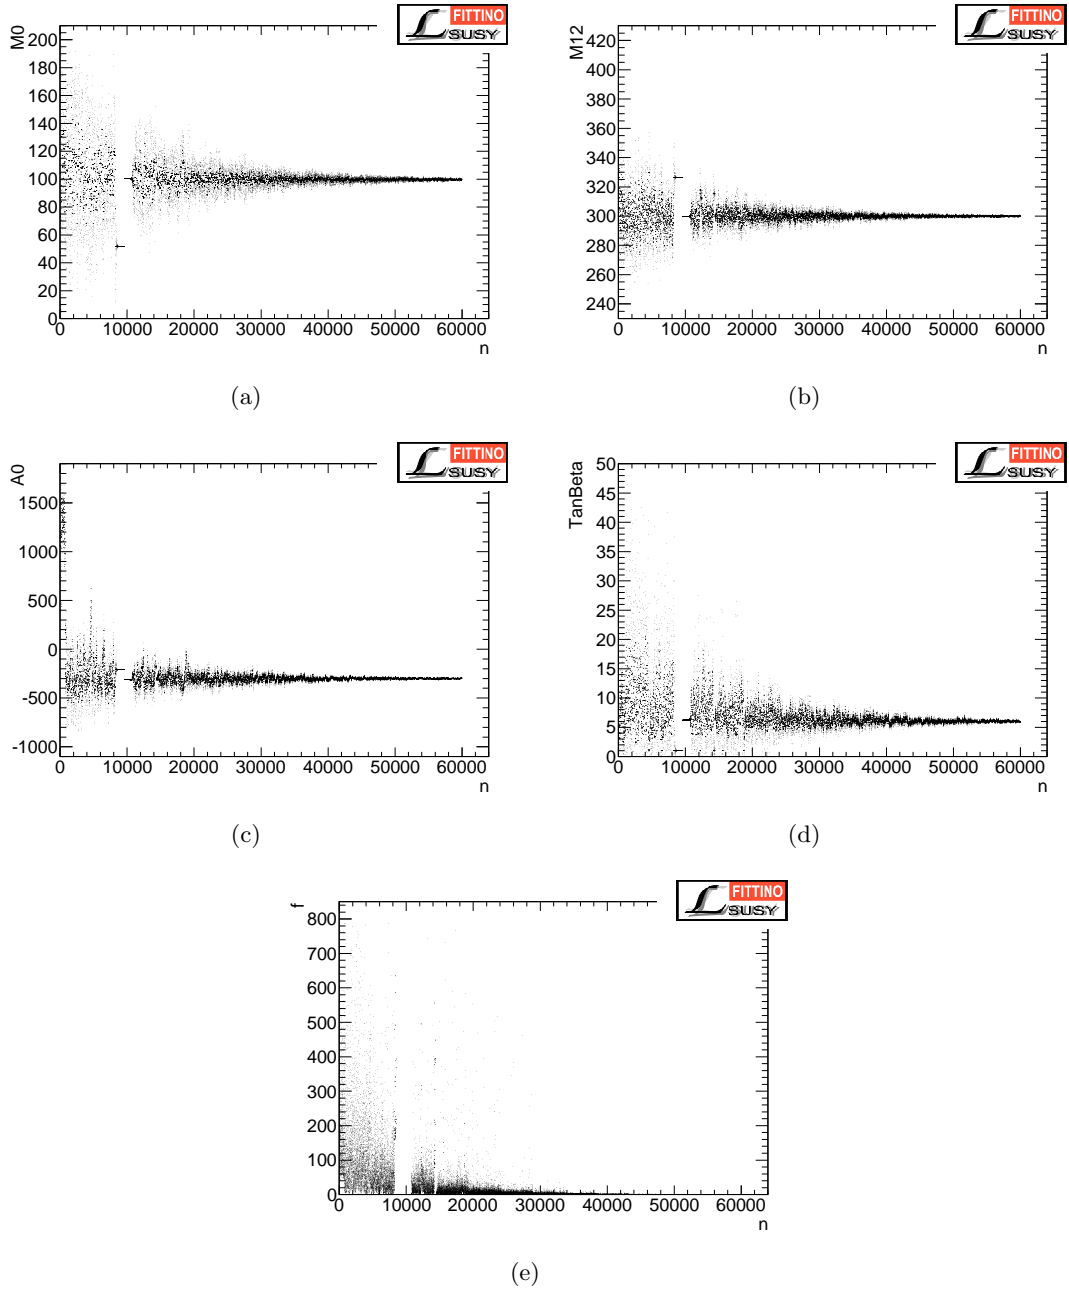 M0
200
180
160
140
120
100
80
60
40
20
0
0 10000 20000 30000 40000 50000 60000
n
FITTINO
SUSY
(a)
M12
420
400
380
360
340
320
300
280
260
240
0 10000 20000 30000 40000 50000 60000
n
FITTINO
SUSY
(b)
A0
1500
1000
500
0
-500
-1000
0 10000 20000 30000 40000 50000 60000
n
FITTINO
SUSY
(c)
TanBeta
50
45
40
35
30
25
20
15
10
5
0
0 10000 20000 30000 40000 50000 60000
n
FITTINO
SUSY
(d)
f
800
700
600
500
400
300
200
100
0
0 10000 20000 30000 40000 50000 60000
n
FITTINO
SUSY
(e)